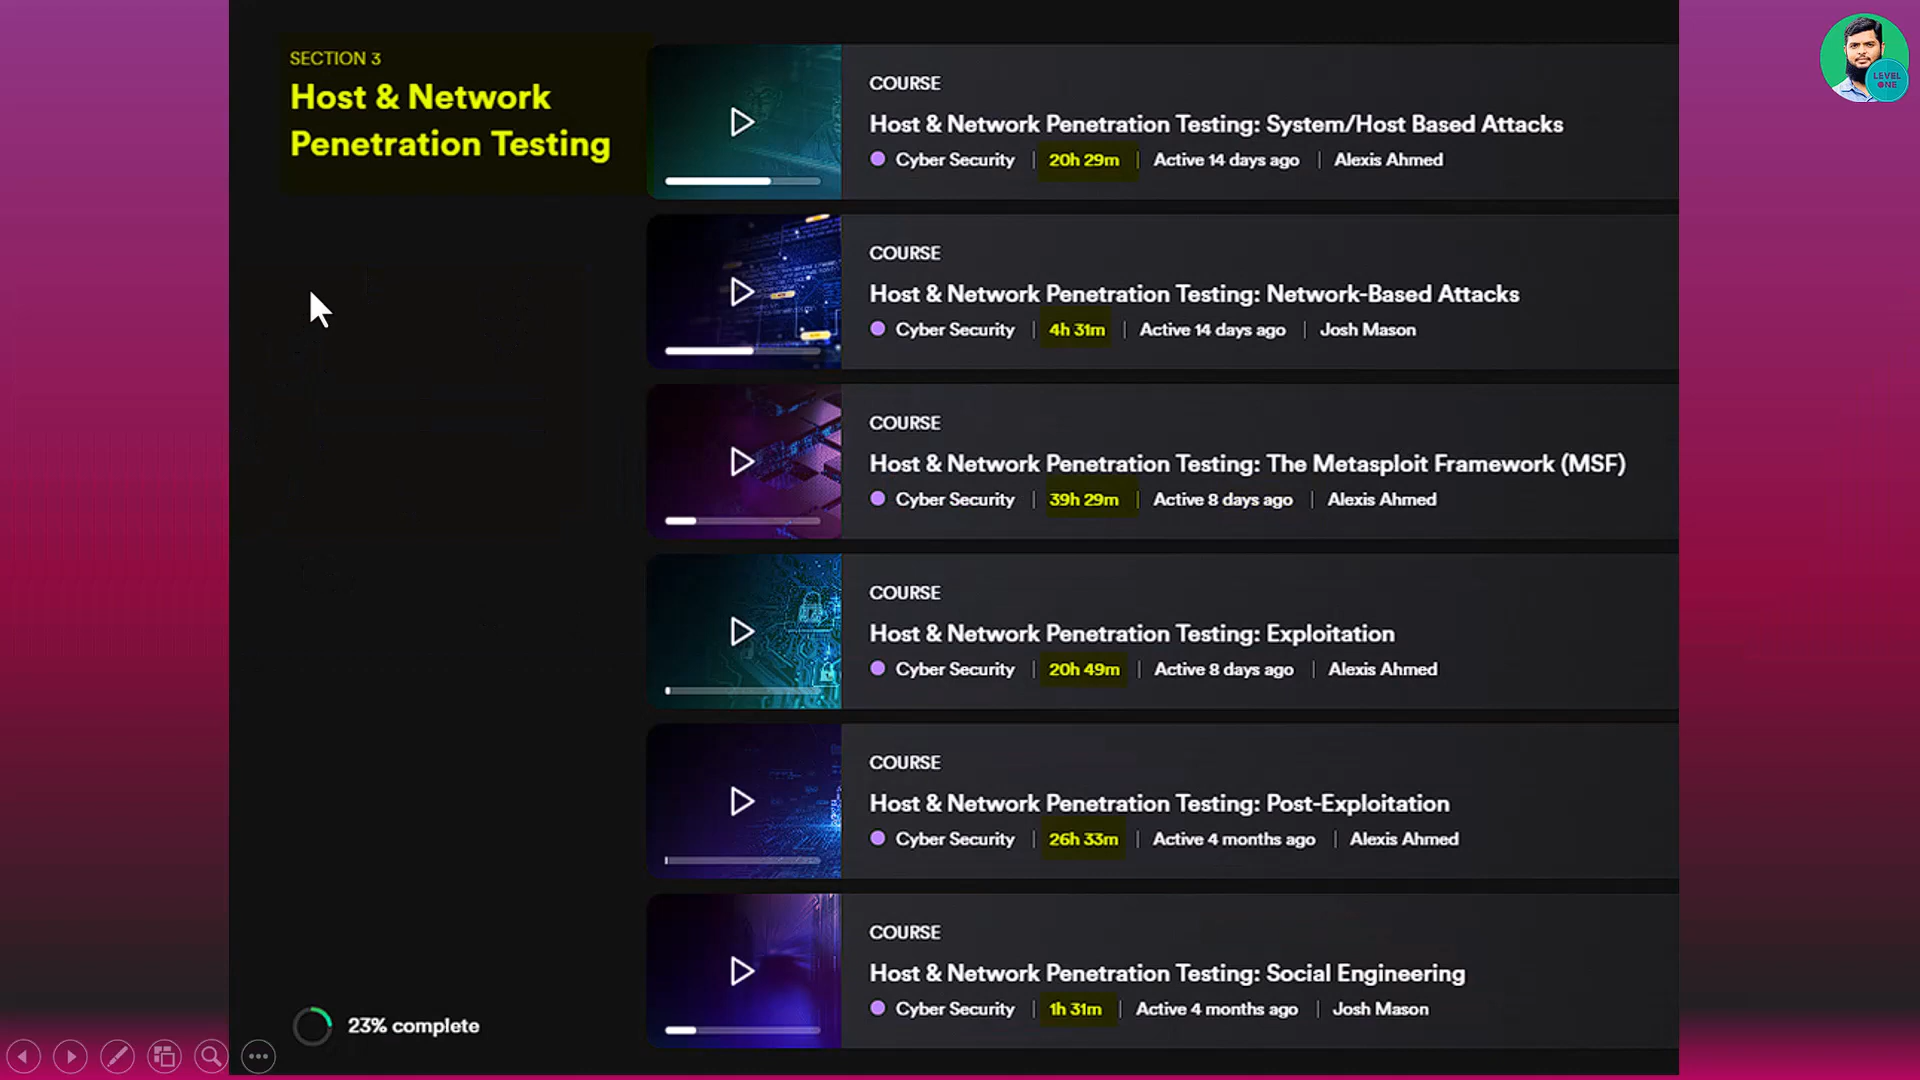 SECTION 3
Host & Network
Penetration Testing
COURSE
Host & Network Penetration Testing: System/Host Based Attacks
Cyber Security | 20h 29m | Active 14 days ago | Alexis Ahmed
COURSE
Host & Network Penetration Testing: Network-Based Attacks
Cyber Security | 4h 31m | Active 14 days ago | Josh Mason
COURSE
Host & Network Penetration Testing: The Metasploit Framework (MSF)
Cyber Security | 39h 29m | Active 8 days ago | Alexis Ahmed
COURSE
Host & Network Penetration Testing: Exploitation
Cyber Security | 20h 49m | Active 8 days ago | Alexis Ahmed
COURSE
Host & Network Penetration Testing: Post-Exploitation
Cyber Security | 26h 33m | Active 4 months ago | Alexis Ahmed
COURSE
Host & Network Penetration Testing: Social Engineering
Cyber Security | 1h 31m | Active 4 months ago | Josh Mason
23% complete
LEVEL
ONE